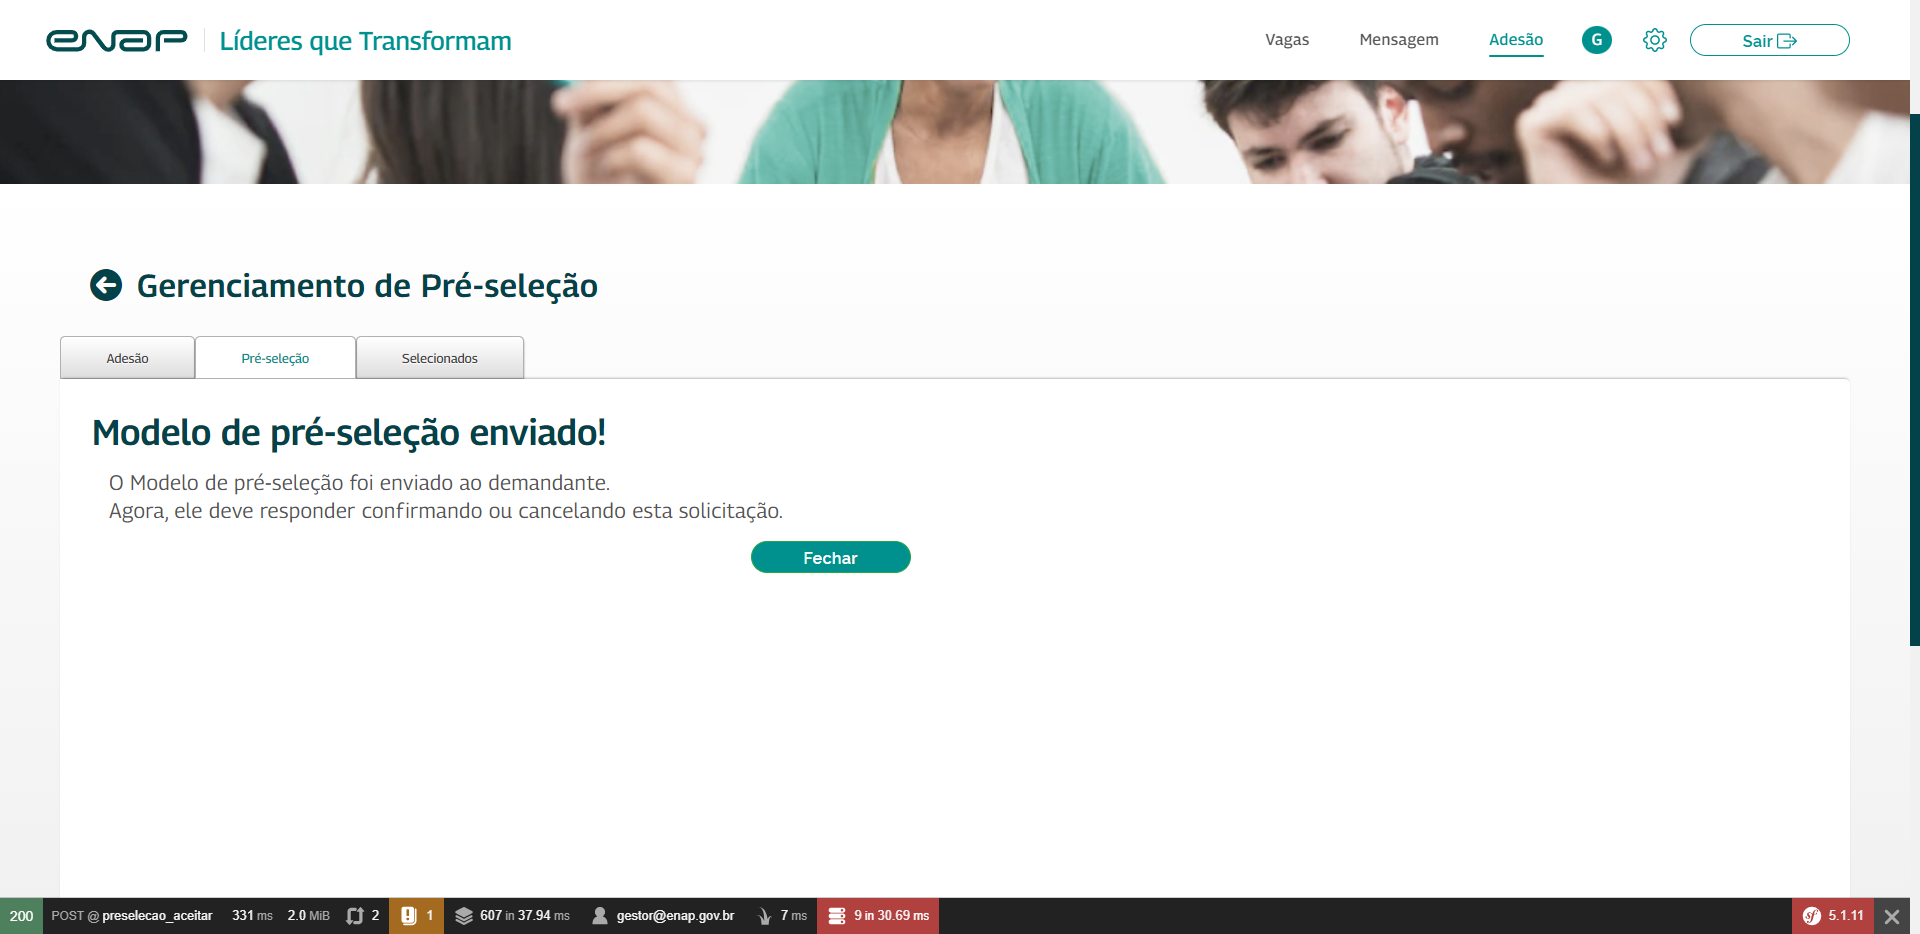 enap Líderes que Transformam Vagas Mensagem Adesão G Sair
Gerenciamento de Pré-seleção
Adesão Pré-seleção Selecionados
Modelo de pré-seleção enviado!
O Modelo de pré-seleção foi enviado ao demandante.
Agora, ele deve responder confirmando ou cancelando esta solicitação.
Fechar
200 POST @ preselecao_aceitar 331 ms 2.0 MiB 2 1 607 in 37.94 ms gestor@enap.gov.br 7 ms 9 in 30.69 ms sf 5.1.11